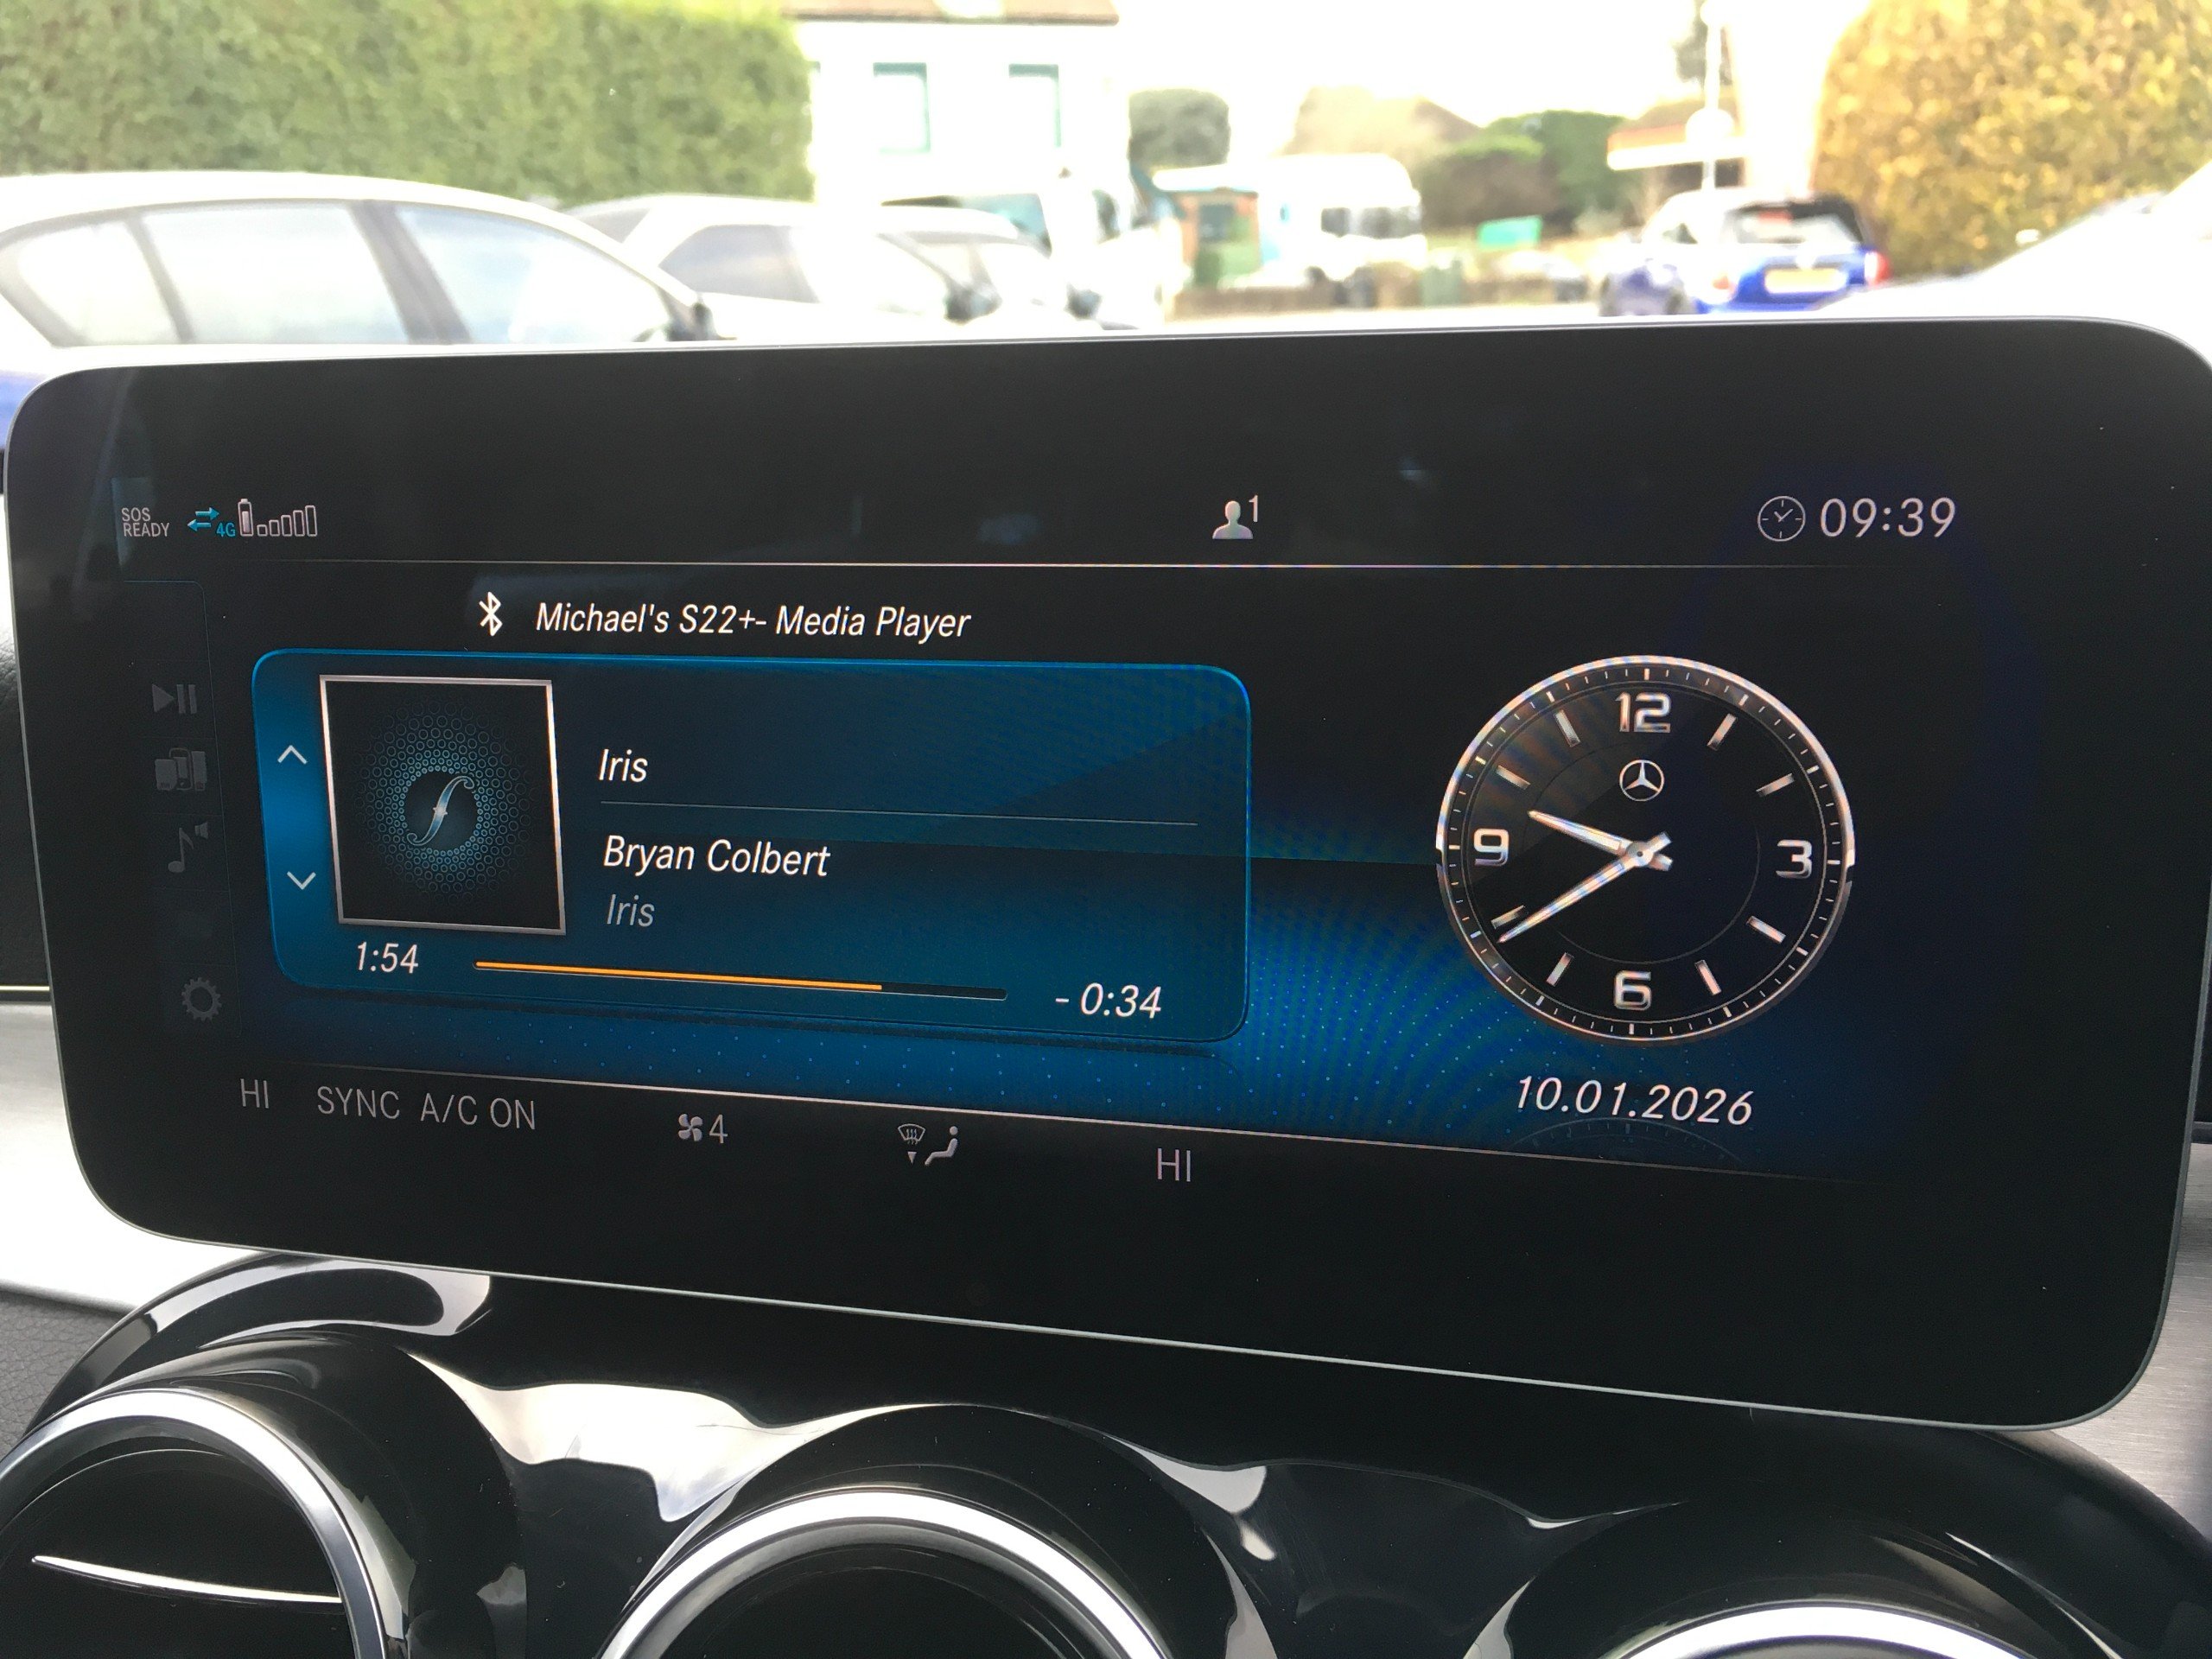 SOS
READY
4G
1
09:39
Michael's S22+- Media Player
Iris
Bryan Colbert
Iris
1:54
- 0:34
12
9
3
6
10.01.2026
HI SYNC A/C ON 4 HI